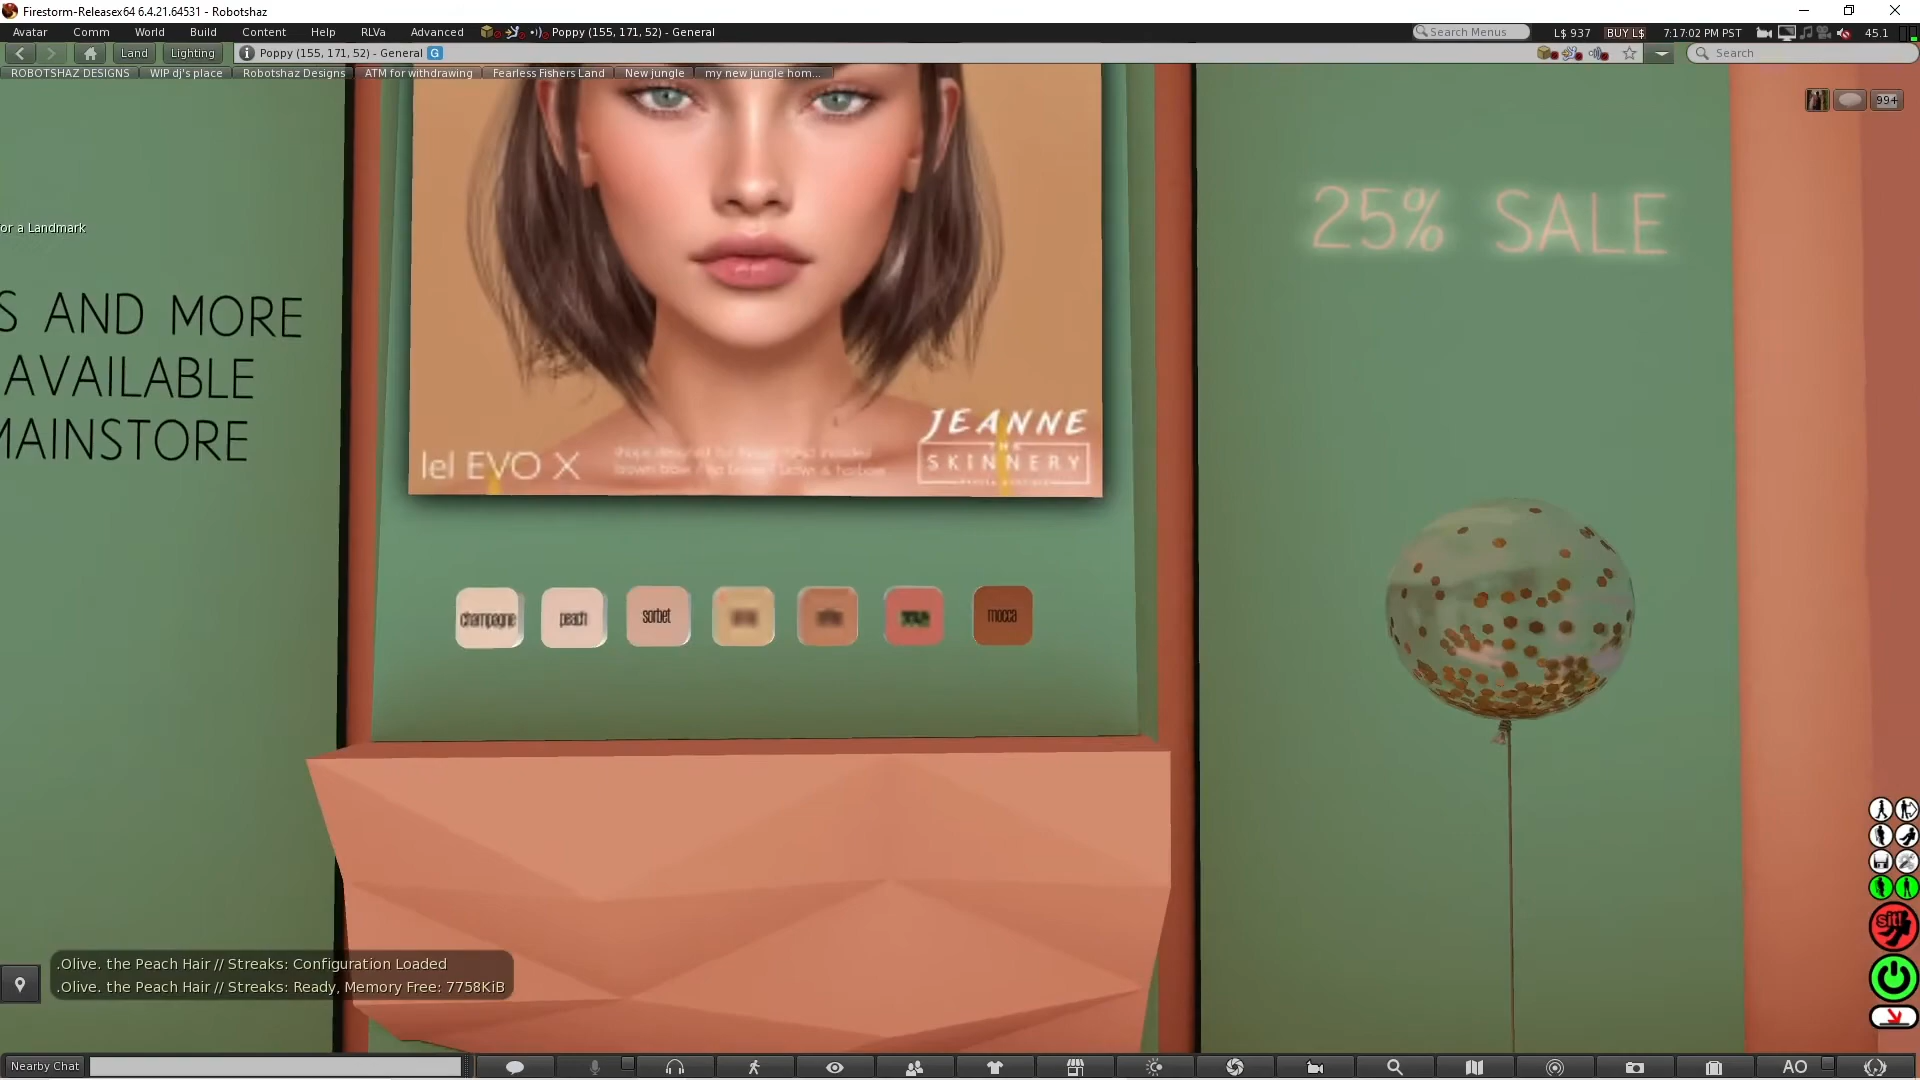 Firestorm-Releasex64 6.4.21.64531 - Robotshaz
Avatar Comm World Build Content Help RLVa Advanced Poppy (155, 171, 52) - General Search Menus L$ 937 BUY L$ 7:17:02 PM PST 45.1
Land Lighting Poppy (155, 171, 52) - General G Search
ROBOTSHAZ DESIGNS WIP dj's place Robotshaz Designs ATM for withdrawing Fearless Fishers Land New jungle my new jungle hom...
99+
or a Landmark
25% SALE
S AND MORE
AVAILABLE
MAINSTORE
JEANNE
THE
SKINNERY
lel EVO X
champagne peach sorbet mocca
sit!
.Olive. the Peach Hair // Streaks: Configuration Loaded
.Olive. the Peach Hair // Streaks: Ready, Memory Free: 7758KiB
Nearby Chat AO